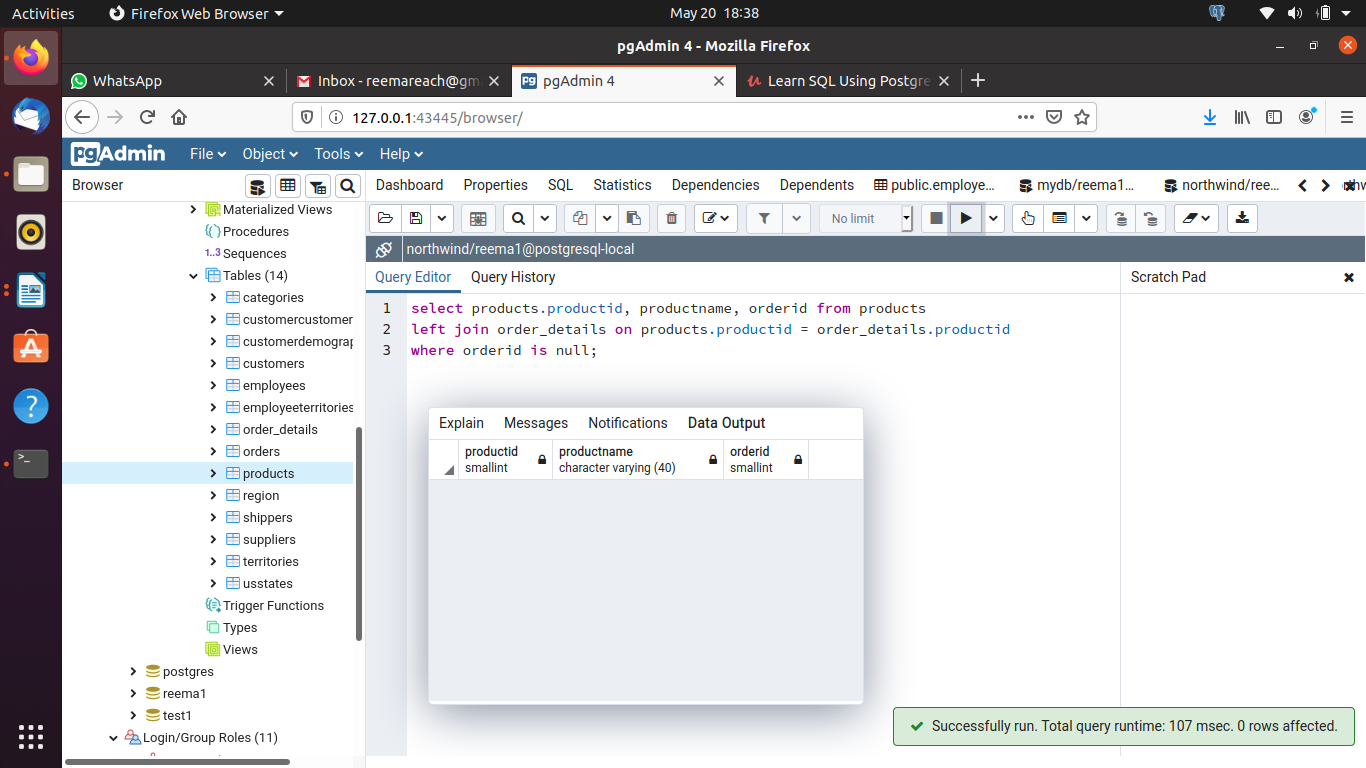 Activities
Firefox Web Browser
May 20 18:38
pgAdmin 4 - Mozilla Firefox
WhatsApp
Inbox - reemareach@gm
pgAdmin 4
Learn SQL Using Postgre
127.0.0.1:43445/browser/
pgAdmin
File
Object
Tools
Help
Browser
Dashboard
Properties
SQL
Statistics
Dependencies
Dependents
public.employe...
mydb/reema1...
northwind/ree...
No limit
northwind/reema1@postgresql-local
Materialized Views
Procedures
1..3 Sequences
Tables (14)
categories
customercustomer
customerdemograp
customers
employees
employeeterritories
order_details
orders
products
region
shippers
suppliers
territories
usstates
Trigger Functions
Types
Views
postgres
reema1
test1
Login/Group Roles (11)
Query Editor
Query History
Scratch Pad
1 select products.productid, productname, orderid from products
2 left join order_details on products.productid = order_details.productid
3 where orderid is null;
Explain
Messages
Notifications
Data Output
productid
smallint
productname
character varying (40)
orderid
smallint
Successfully run. Total query runtime: 107 msec. 0 rows affected.